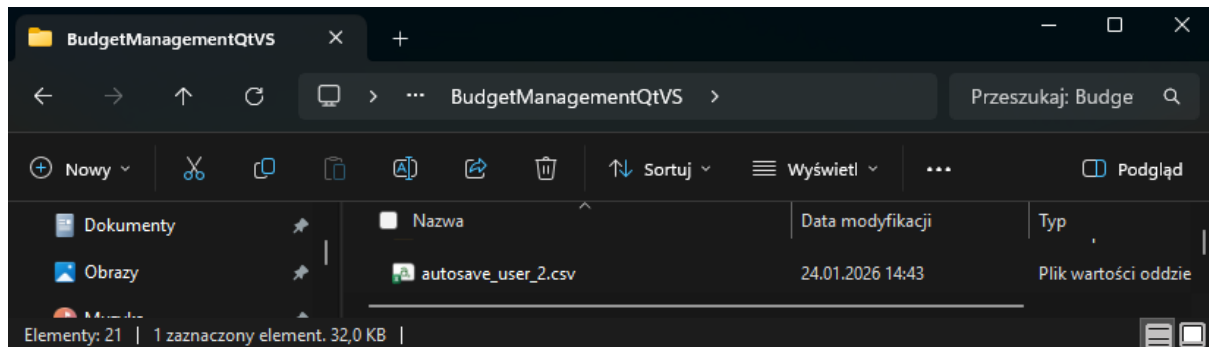 BudgetManagementQtVS
BudgetManagementQtVS
Przeszukaj: Budge
Nowy
Sortuj
Wyświetl
Podgląd
Nazwa
Data modyfikacji
Typ
Dokumenty
autosave_user_2.csv
24.01.2026 14:43
Plik wartości oddzie
Obrazy
Elementy: 21
1 zaznaczony element. 32,0 KB